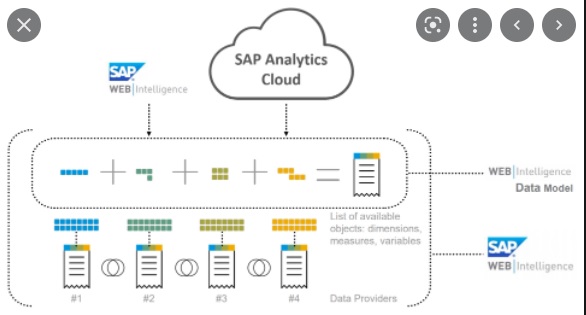 SAP Analytics
Cloud
SAP
WEB Intelligence
WEB Intelligence
Data Model
List of available
objects: dimensions,
measures, variables
SAP
WEB Intelligence
#1
#2
#3
#4
Data Providers